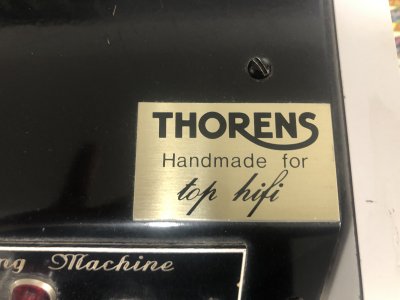 THORENS
Handmade for
top hifi
Machine